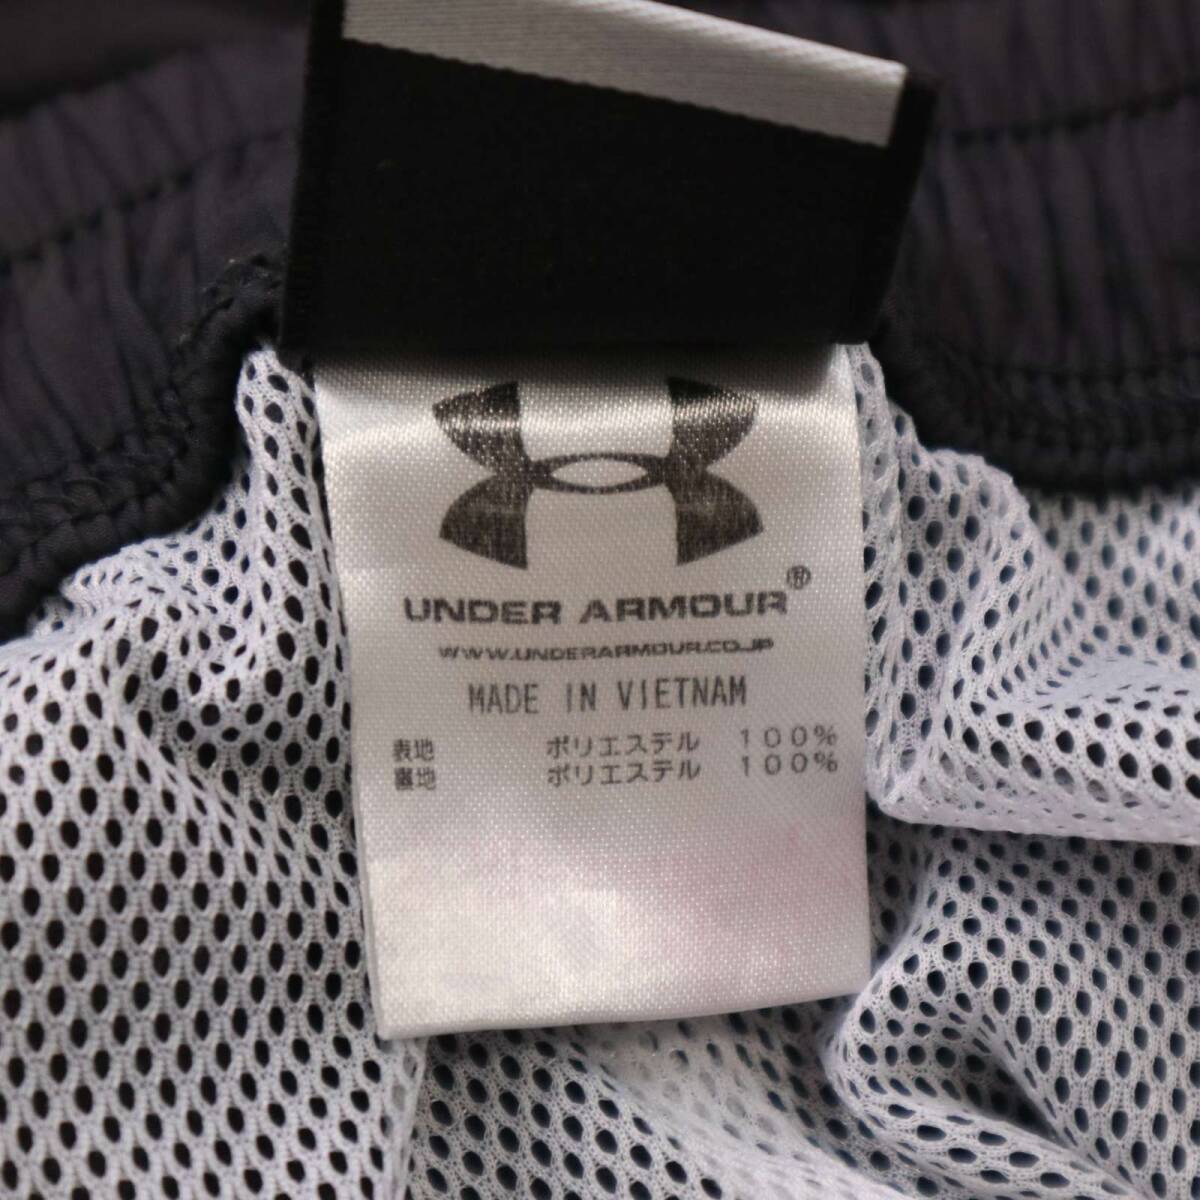 UNDER ARMOUR®
WWW.UNDERARMOUR.CO.JP
MADE IN VIETNAM
表地 ポリエステル 100%
裏地 ポリエステル 100%